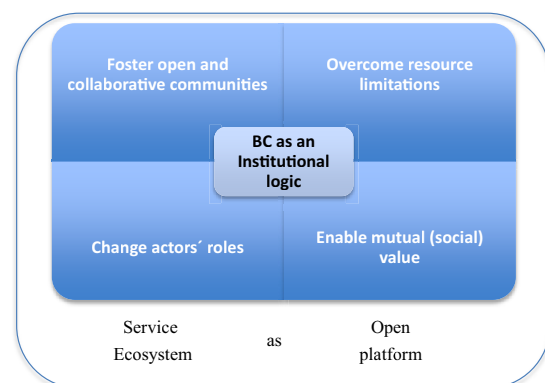 Foster open and
collaborative communities
Overcome resource
limitations
BC as an
Institutional
logic
Change actors´ roles
Enable mutual (social)
value
Service
Ecosystem
as
Open
platform